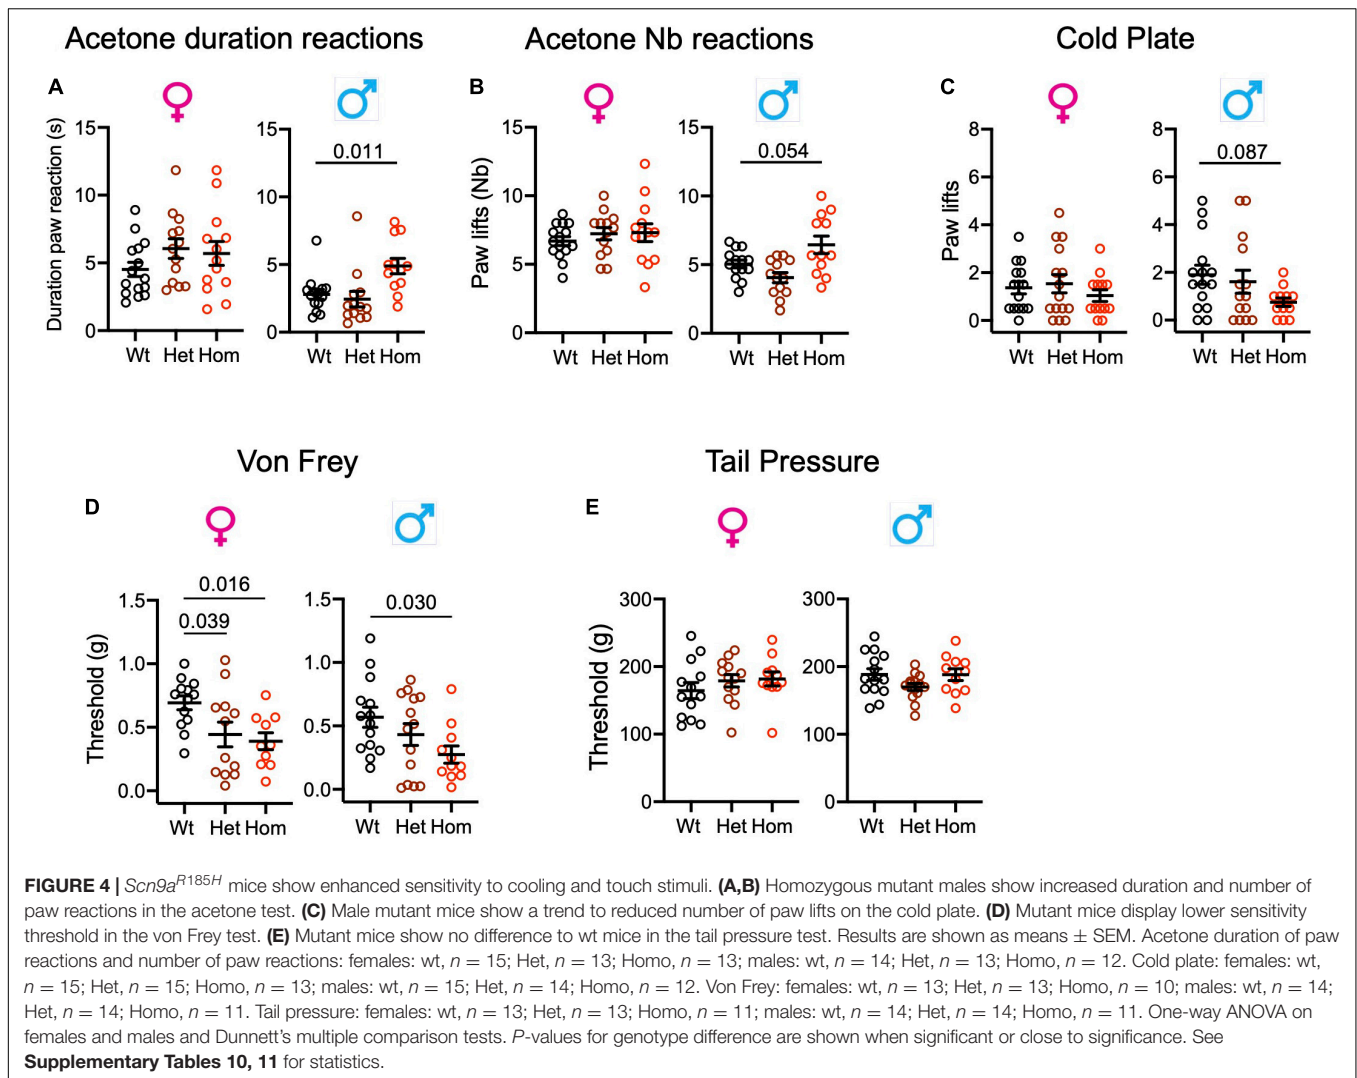 Acetone duration reactions
Acetone Nb reactions
Cold Plate
A
B
C
Duration paw reaction (s)
15
10
5
0
Wt Het Hom
15
10
5
0
0.011
Wt Het Hom
Paw lifts (Nb)
15
10
5
0
Wt Het Hom
15
10
5
0
0.054
Wt Het Hom
Paw lifts
8
6
4
2
0
Wt Het Hom
8
6
4
2
0
0.087
Wt Het Hom
Von Frey
Tail Pressure
D
E
Threshold (g)
1.5
1.0
0.5
0.0
0.016
0.039
Wt Het Hom
1.5
1.0
0.5
0.0
0.030
Wt Het Hom
Threshold (g)
300
200
100
0
Wt Het Hom
300
200
100
0
Wt Het Hom
FIGURE 4 | Scn9aR185H mice show enhanced sensitivity to cooling and touch stimuli. (A,B) Homozygous mutant males show increased duration and number of
paw reactions in the acetone test. (C) Male mutant mice show a trend to reduced number of paw lifts on the cold plate. (D) Mutant mice display lower sensitivity
threshold in the von Frey test. (E) Mutant mice show no difference to wt mice in the tail pressure test. Results are shown as means ± SEM. Acetone duration of paw
reactions and number of paw reactions: females: wt, n = 15; Het, n = 13; Homo, n = 13; males: wt, n = 14; Het, n = 13; Homo, n = 12. Cold plate: females: wt,
n = 15; Het, n = 15; Homo, n = 13; males: wt, n = 15; Het, n = 14; Homo, n = 12. Von Frey: females: wt, n = 13; Het, n = 13; Homo, n = 10; males: wt, n = 14;
Het, n = 14; Homo, n = 11. Tail pressure: females: wt, n = 13; Het, n = 13; Homo, n = 11; males: wt, n = 14; Het, n = 14; Homo, n = 11. One-way ANOVA on
females and males and Dunnett's multiple comparison tests. P-values for genotype difference are shown when significant or close to significance. See
Supplementary Tables 10, 11 for statistics.